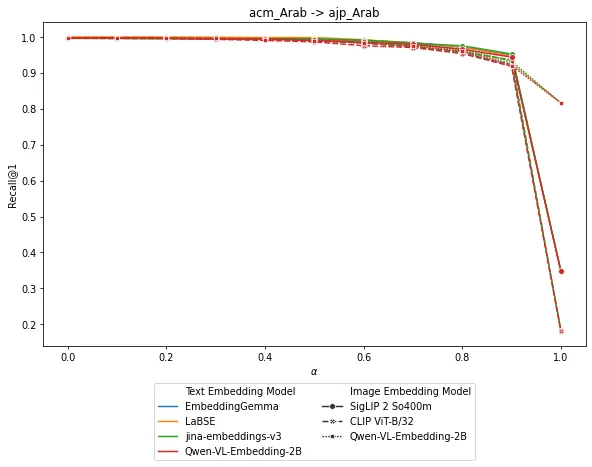 acm_Arab -> ajp_Arab
Recall@1
1.0
0.9
0.8
0.7
0.6
0.5
0.4
0.3
0.2
0.0 0.2 0.4 0.6 0.8 1.0
α
Text Embedding Model
EmbeddingGemma
LaBSE
jina-embeddings-v3
Qwen-VL-Embedding-2B
Image Embedding Model
SigLIP 2 So400m
CLIP ViT-B/32
Qwen-VL-Embedding-2B